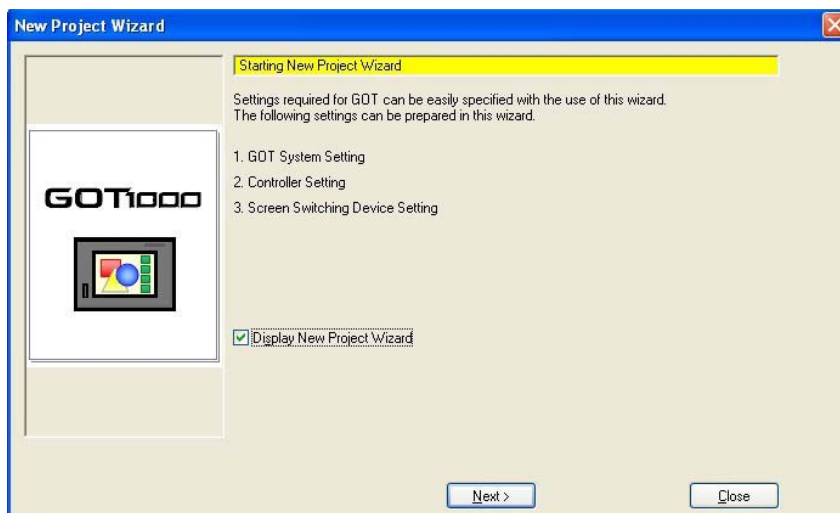 New Project Wizard
Starting New Project Wizard
Settings required for GOT can be easily specified with the use of this wizard.
The following settings can be prepared in this wizard.
1. GOT System Setting
2. Controller Setting
3. Screen Switching Device Setting
GOT1000
Display New Project Wizard
Next >
Close